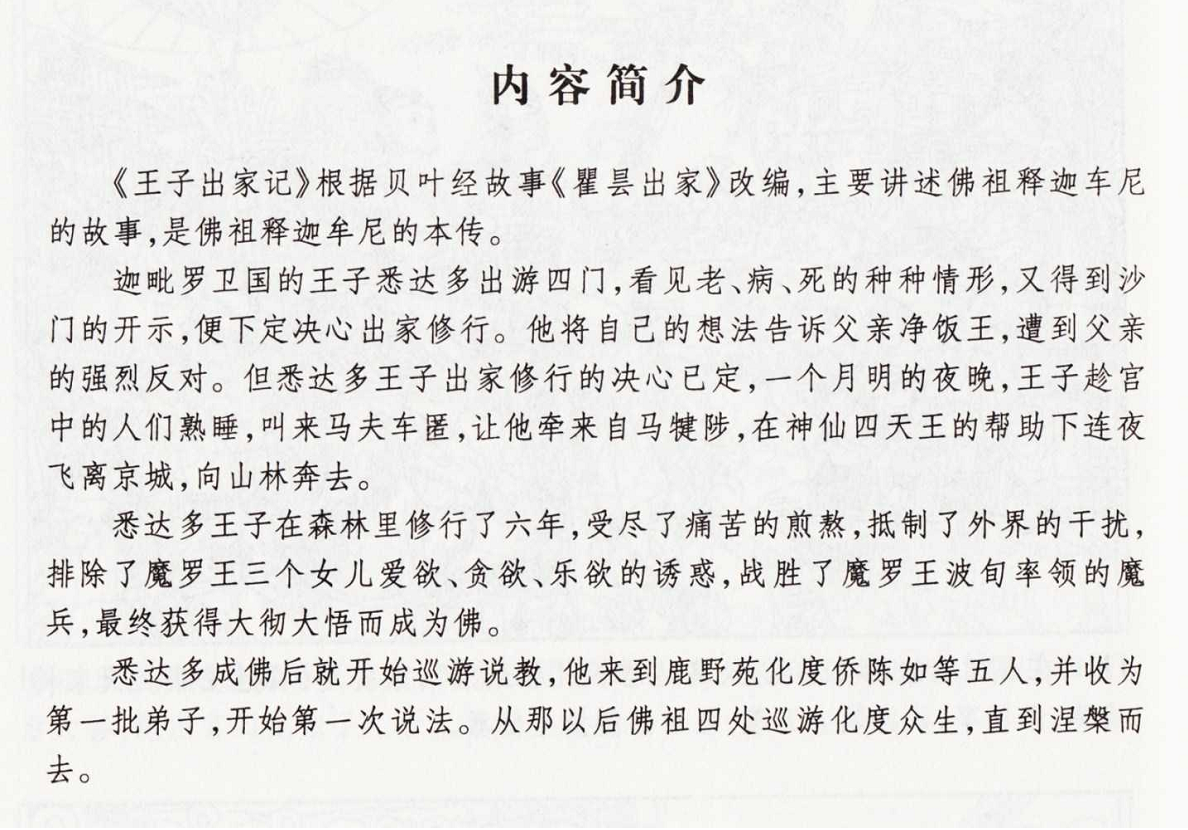 内容简介
《王子出家记》根据贝叶经故事《瞿昙出家》改编,主要讲述佛祖释迦车尼
的故事,是佛祖释迦牟尼的本传。
迦毗罗卫国的王子悉达多出游四门,看见老、病、死的种种情形,又得到沙
门的开示,便下定决心出家修行。他将自己的想法告诉父亲净饭王,遭到父亲
的强烈反对。但悉达多王子出家修行的决心已定,一个月明的夜晚,王子趁宫
中的人们熟睡,叫来马夫车匿,让他牵来自马犍陟,在神仙四天王的帮助下连夜
飞离京城,向山林奔去。
悉达多王子在森林里修行了六年,受尽了痛苦的煎熬,抵制了外界的干扰,
排除了魔罗王三个女儿爱欲、贪欲、乐欲的诱惑,战胜了魔罗王波旬率领的魔
兵,最终获得大彻大悟而成为佛。
悉达多成佛后就开始巡游说教,他来到鹿野苑化度侨陈如等五人,并收为
第一批弟子,开始第一次说法。从那以后佛祖四处巡游化度众生,直到涅槃而
去。